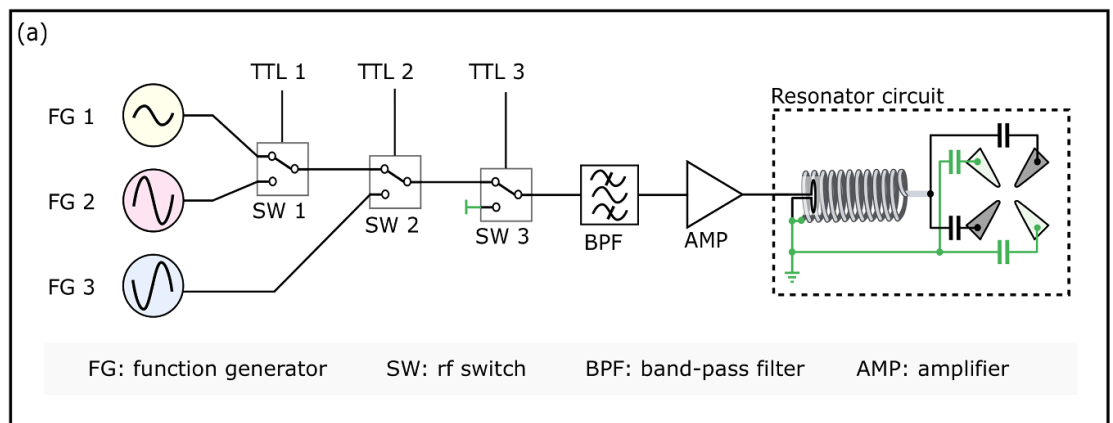 (a)
TTL 1
TTL 2
TTL 3
Resonator circuit
FG 1
FG 2
SW 1
SW 2
SW 3
BPF
AMP
FG 3
FG: function generator
SW: rf switch
BPF: band-pass filter
AMP: amplifier